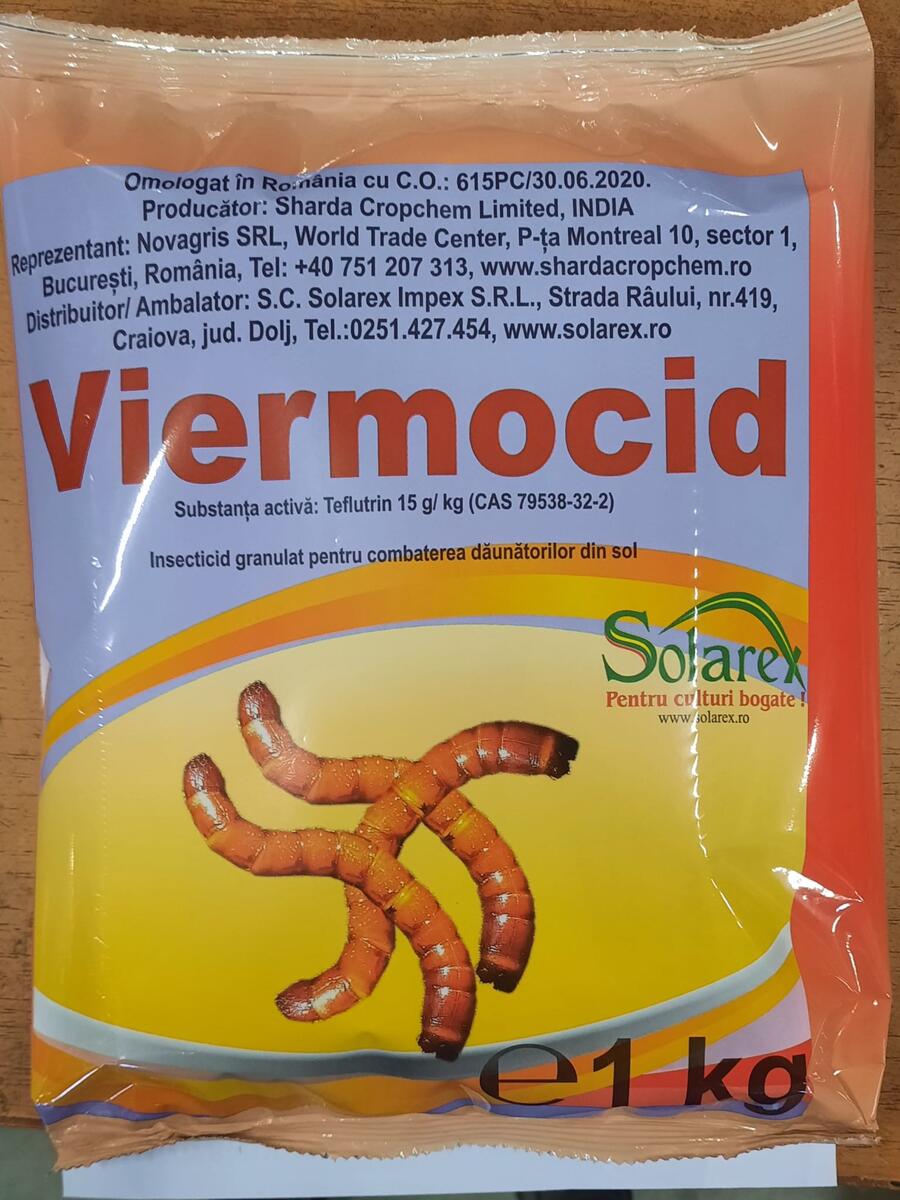 Omologat în România cu C.O.: 615PC/30.06.2020.
Producător: Sharda Cropchem Limited, INDIA
Reprezentant: Novagris SRL, World Trade Center, P-ța Montreal 10, sector 1,
București, România, Tel: +40 751 207 313, www.shardacropchem.ro
Distribuitor/ Ambalator: S.C. Solarex Impex S.R.L., Strada Râului, nr.419,
Craiova, jud. Dolj, Tel.:0251.427.454, www.solarex.ro
Viermocid
Substanța activă: Teflutrin 15 g/ kg (CAS 79538-32-2)
Insecticid granulat pentru combaterea dăunătorilor din sol
Solarex
Pentru culturi bogate !
www.solarex.ro
℮ 1 kg